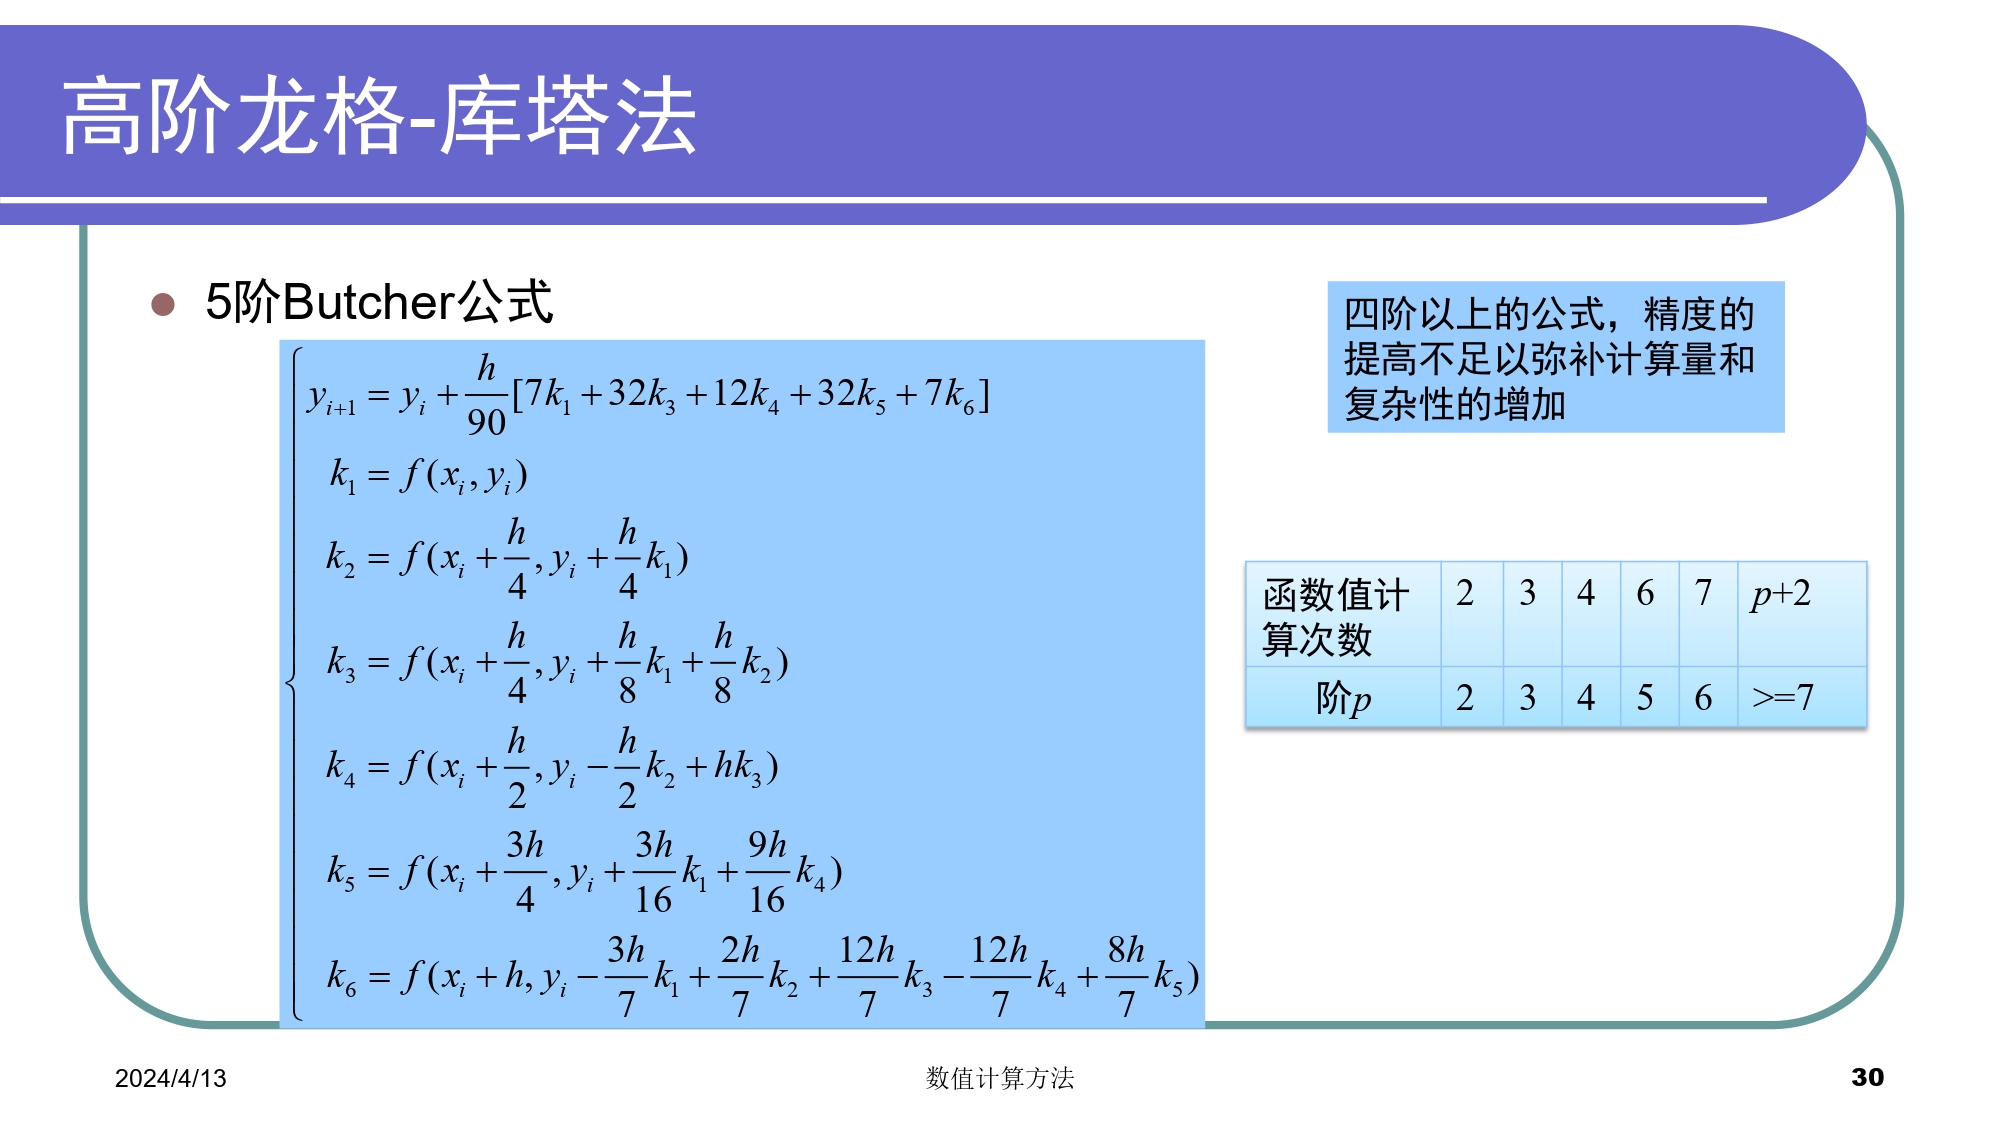 高阶龙格-库塔法
5阶Butcher公式
y_{i+1} = y_i + \frac{h}{90}[7k_1 + 32k_3 + 12k_4 + 32k_5 + 7k_6]
k_1 = f(x_i, y_i)
k_2 = f(x_i + \frac{h}{4}, y_i + \frac{h}{4}k_1)
k_3 = f(x_i + \frac{h}{4}, y_i + \frac{h}{8}k_1 + \frac{h}{8}k_2)
k_4 = f(x_i + \frac{h}{2}, y_i - \frac{h}{2}k_2 + hk_3)
k_5 = f(x_i + \frac{3h}{4}, y_i + \frac{3h}{16}k_1 + \frac{9h}{16}k_4)
k_6 = f(x_i + h, y_i - \frac{3h}{7}k_1 + \frac{2h}{7}k_2 + \frac{12h}{7}k_3 - \frac{12h}{7}k_4 + \frac{8h}{7}k_5)
四阶以上的公式，精度的
提高不足以弥补计算量和
复杂性的增加
函数值计 2 3 4 6 7 p+2
算次数
阶p 2 3 4 5 6 >=7
2024/4/13 数值计算方法 30